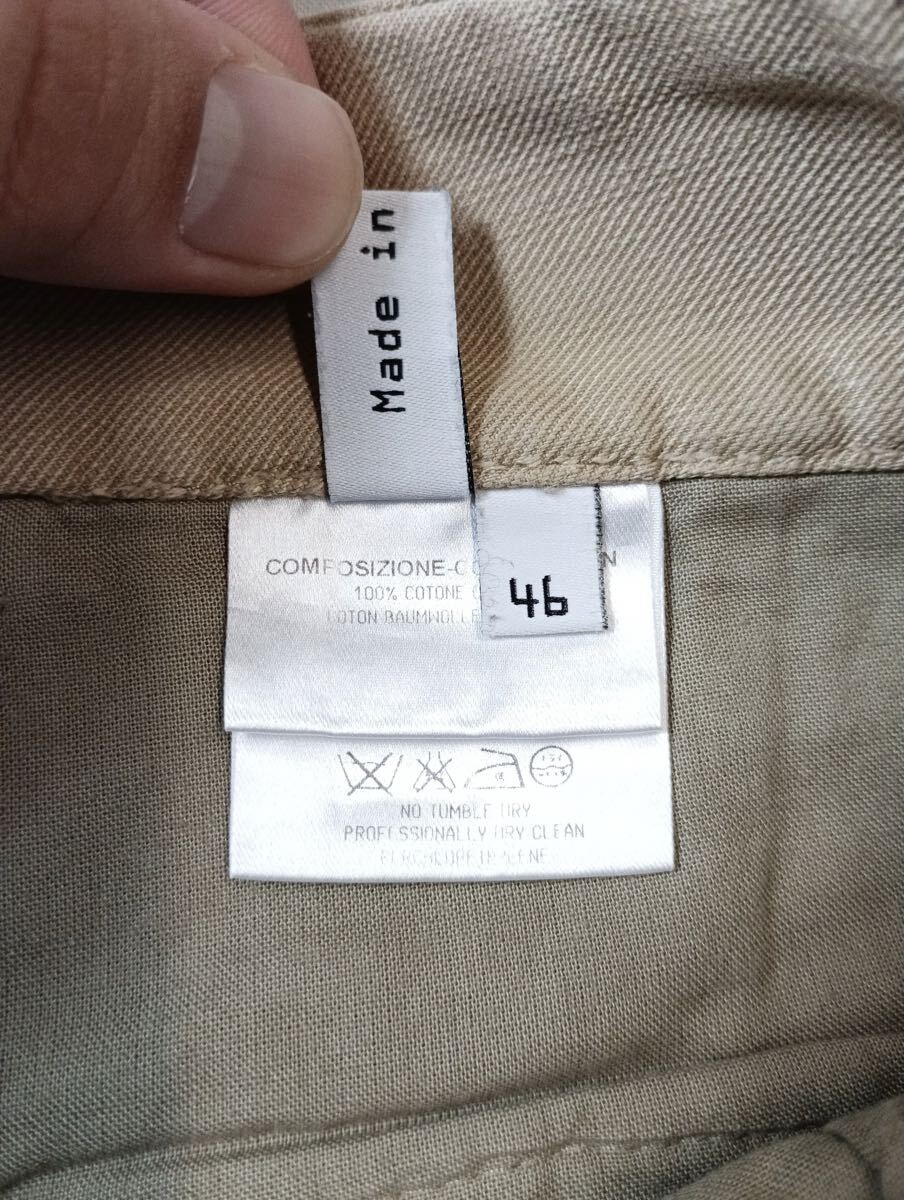 Made in
COMPOSIZIONE-
N
100% COTONE
COTON BAUMWOLLE
46
NO TUMBLE DRY
PROFESSIONALLY DRY CLEAN